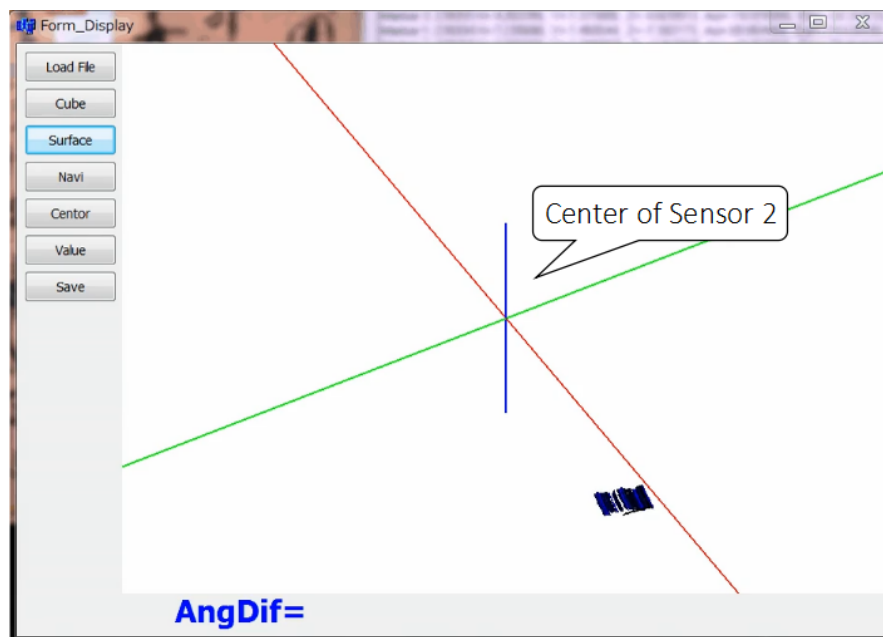 Form_Display
Load File
Cube
Surface
Navi
Centor
Value
Save
Center of Sensor 2
AngDif=